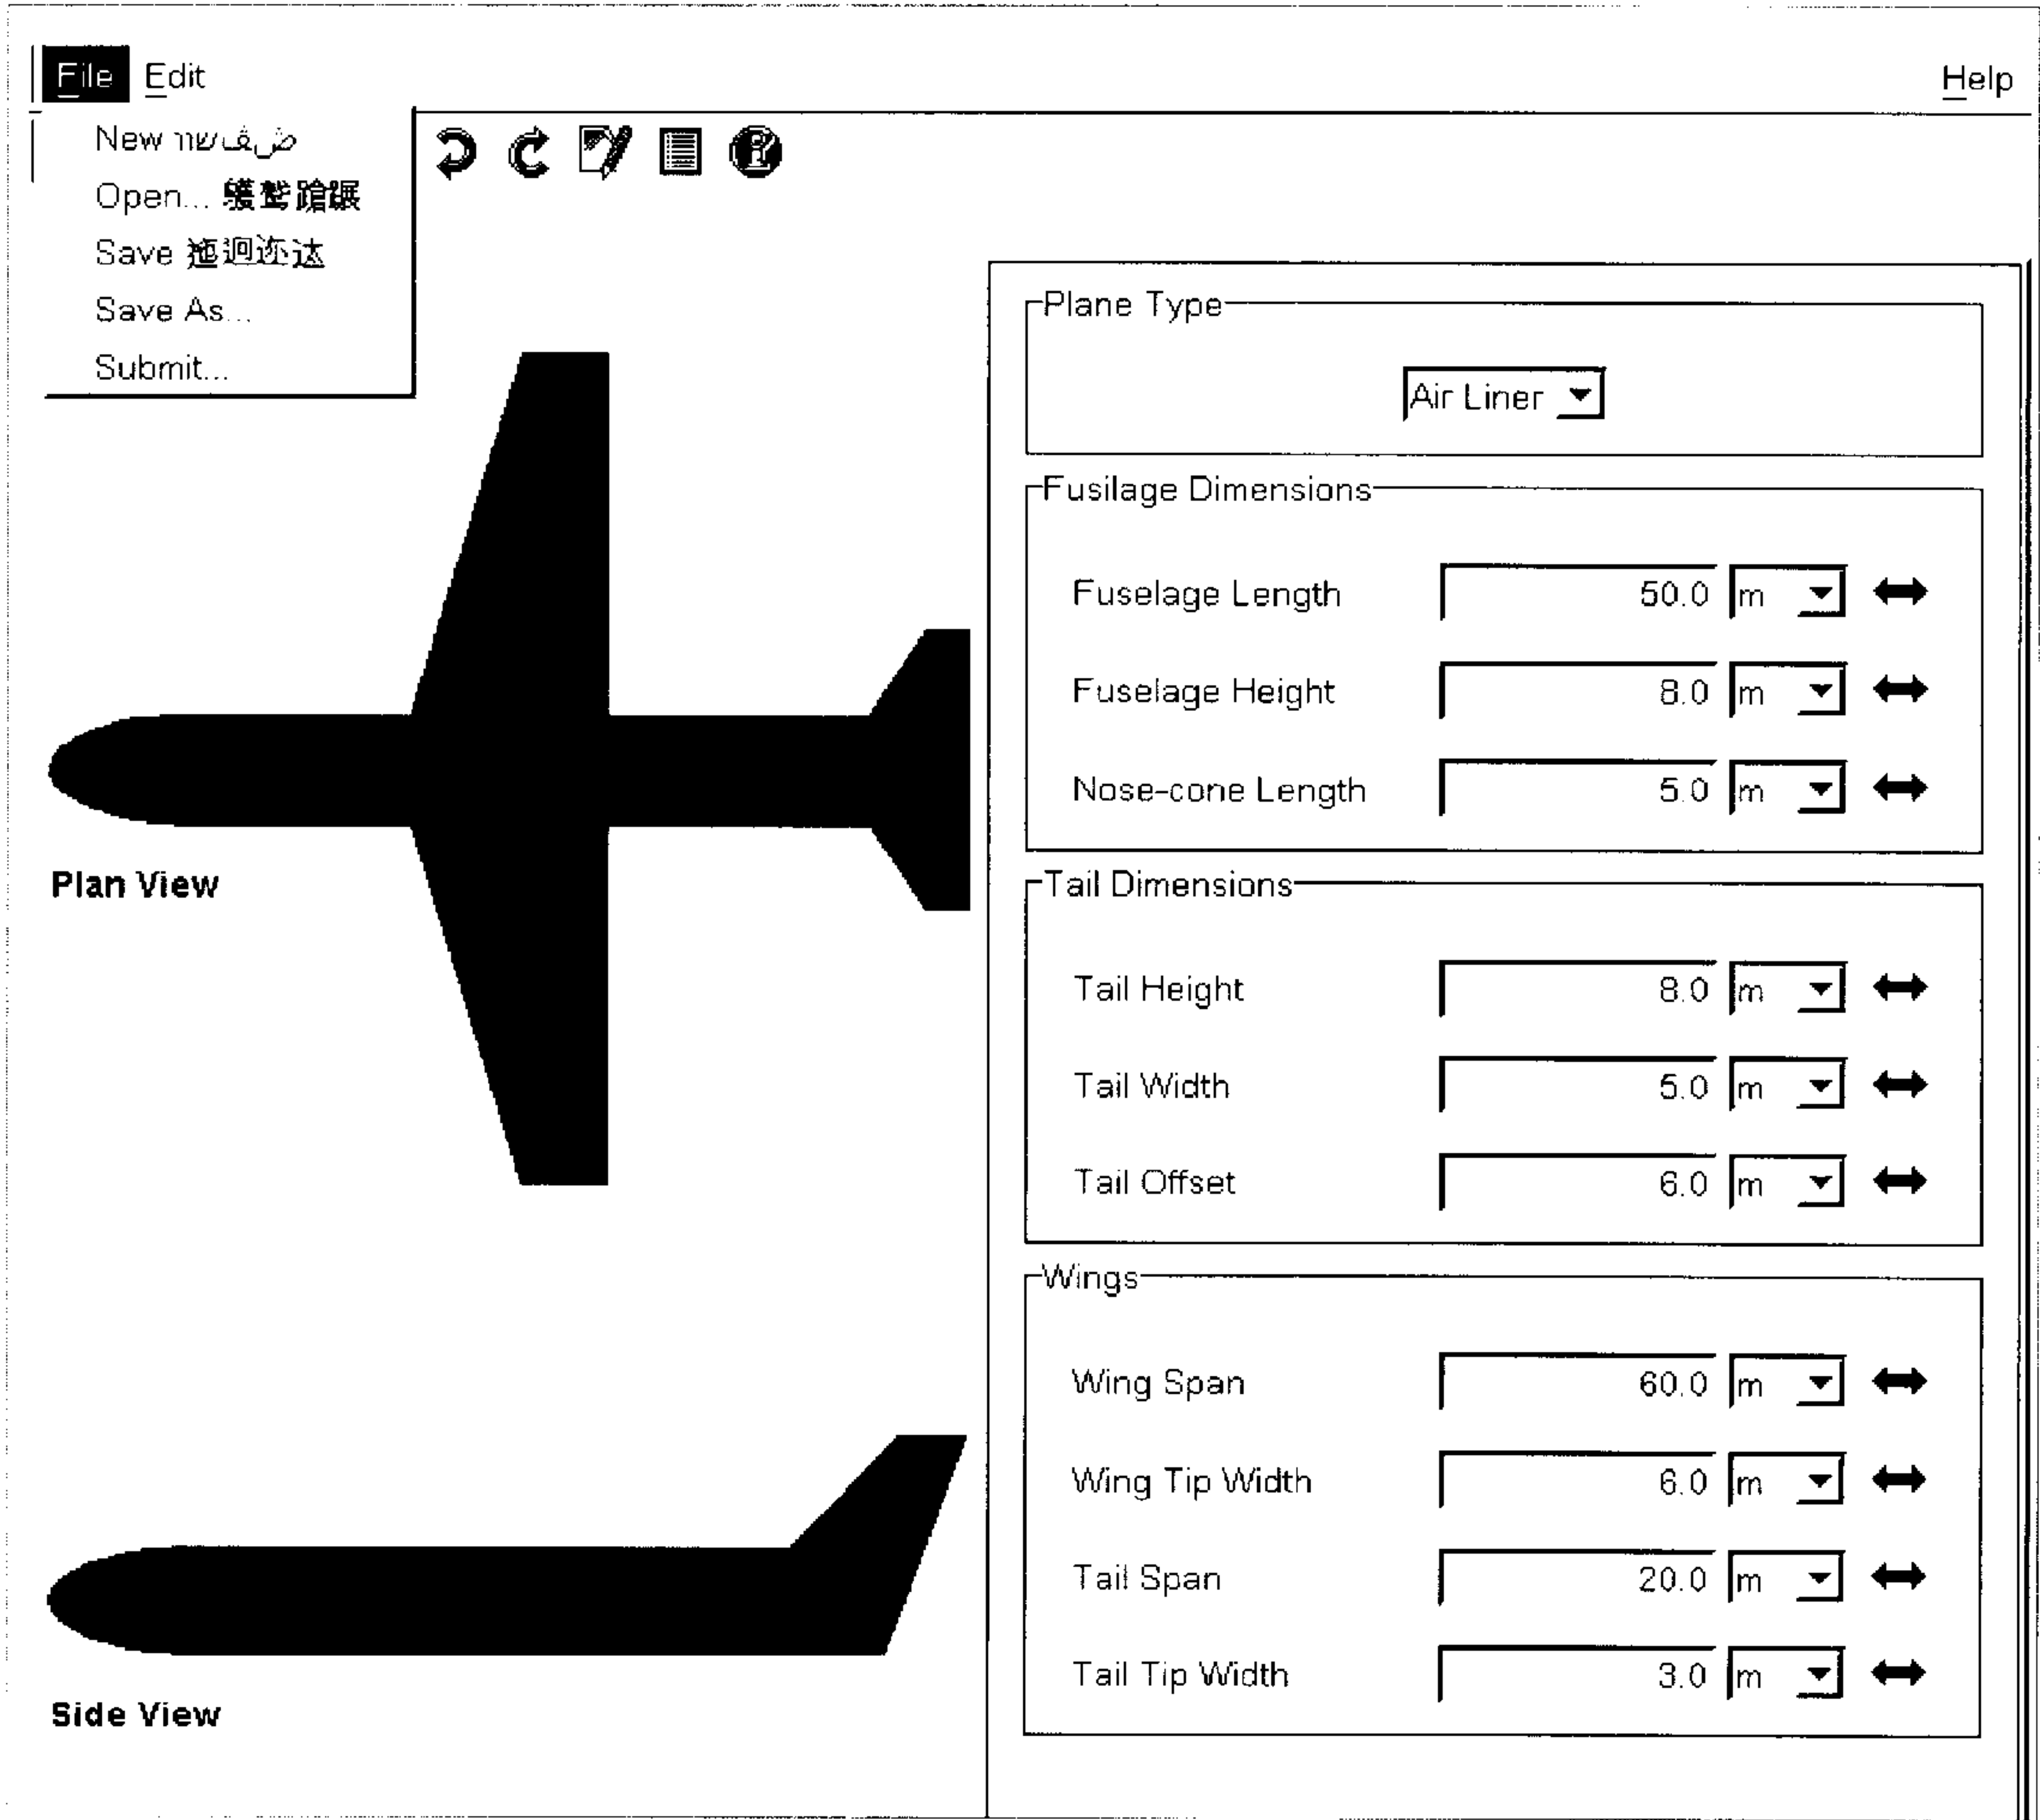 File Edit Help
New
Open...
Save
Save As...
Submit...
Plane Type
Air Liner
Fusilage Dimensions
Fuselage Length 50.0 m
Fuselage Height 8.0 m
Nose-cone Length 5.0 m
Tail Dimensions
Tail Height 8.0 m
Tail Width 5.0 m
Tail Offset 6.0 m
Wings
Wing Span 60.0 m
Wing Tip Width 6.0 m
Tail Span 20.0 m
Tail Tip Width 3.0 m
Plan View
Side View